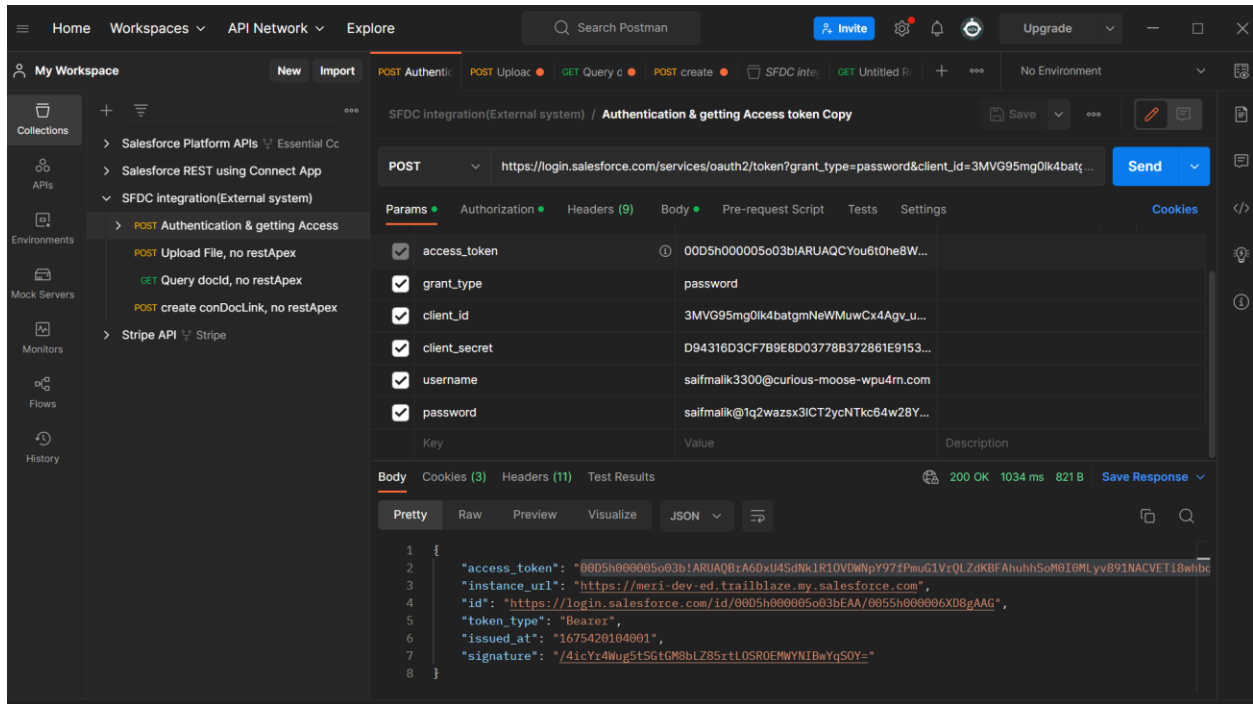 Home Workspaces API Network Explore Search Postman Invite Upgrade
My Workspace New Import POST Authentic POST Upload GET Query d POST create SFDC inte GET Untitled Re No Environment
Collections
APIs
Environments
Mock Servers
Monitors
Flows
History
Salesforce Platform APIs Essential Co
Salesforce REST using Connect App
SFDC integration(External system)
POST Authentication & getting Access
POST Upload File, no restApex
GET Query docId, no restApex
POST create conDocLink, no restApex
Stripe API Stripe
SFDC integration(External system) / Authentication & getting Access token Copy Save
POST https://login.salesforce.com/services/oauth2/token?grant_type=password&client_id=3MVG95mg0lk4batg... Send
Params Authorization Headers (9) Body Pre-request Script Tests Settings Cookies
access_token 00D5h000005o03b!ARUAQCYou6t0he8W...
grant_type password
client_id 3MVG95mg0lk4batgmNeWMuwCx4Agv_u...
client_secret D94316D3CF7B9E8D03778B372861E9153...
username saifmalik3300@curious-moose-wpu4rn.com
password saifmalik@1q2wazsx3lCT2ycNTkc64w28Y...
Key Value Description
Body Cookies (3) Headers (11) Test Results 200 OK 1034 ms 821 B Save Response
Pretty Raw Preview Visualize JSON
1 {
2 "access_token": "00D5h000005o03b!ARUAQBrA6DxU4SdNklR1OVDWNpY97fPmuG1VrQLZdKBFAhuhhSoM0I0MLyv891NACVETi8whbc
3 "instance_url": "https://meri-dev-ed.trailblaze.my.salesforce.com",
4 "id": "https://login.salesforce.com/id/00D5h000005o03bEAA/0055h000006XD8gAAG",
5 "token_type": "Bearer",
6 "issued_at": "1675420104001",
7 "signature": "/4icYr4Wug5tSGtGM8bLZ85rtLOSROEMWYNIBwYqSOY="
8 }